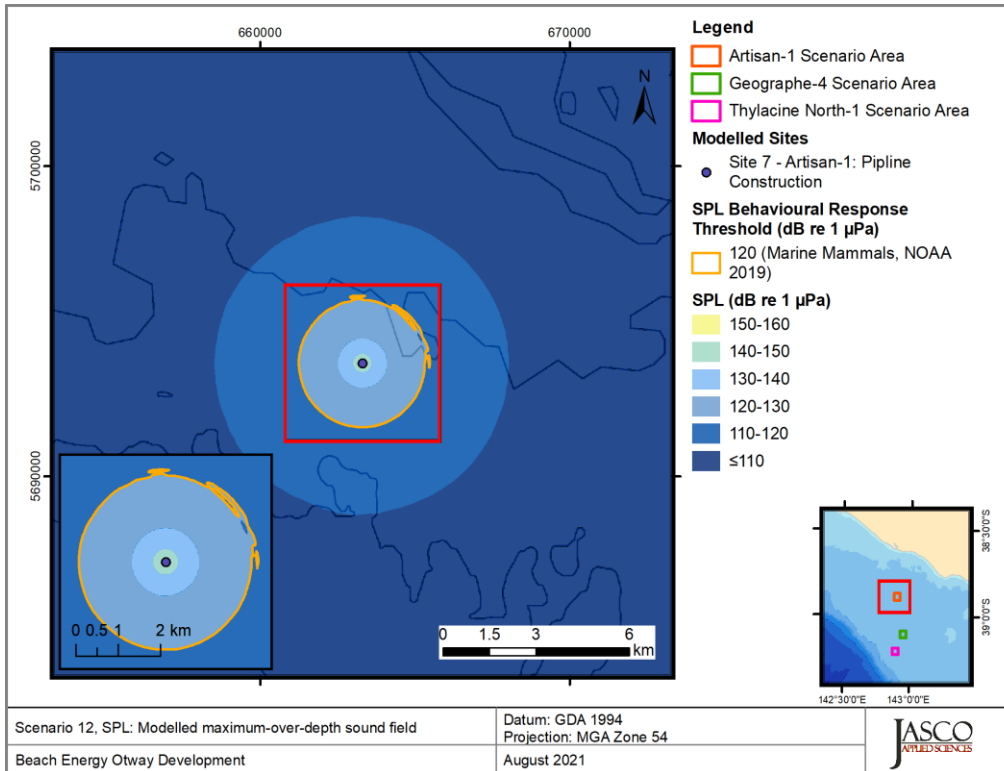 660000
670000
5700000
5690000
N
0 0.5 1 2 km
0 1.5 3 6
km
Legend
Artisan-1 Scenario Area
Geographe-4 Scenario Area
Thylacine North-1 Scenario Area
Modelled Sites
Site 7 - Artisan-1: Pipline
Construction
SPL Behavioural Response
Threshold (dB re 1 µPa)
120 (Marine Mammals, NOAA
2019)
SPL (dB re 1 µPa)
150-160
140-150
130-140
120-130
110-120
≤110
38°30'0"S
39°0'0"S
142°30'0"E
143°0'0"E
Scenario 12, SPL: Modelled maximum-over-depth sound field
Datum: GDA 1994
Projection: MGA Zone 54
Beach Energy Otway Development
August 2021
JASCO
APPLIED SCIENCES